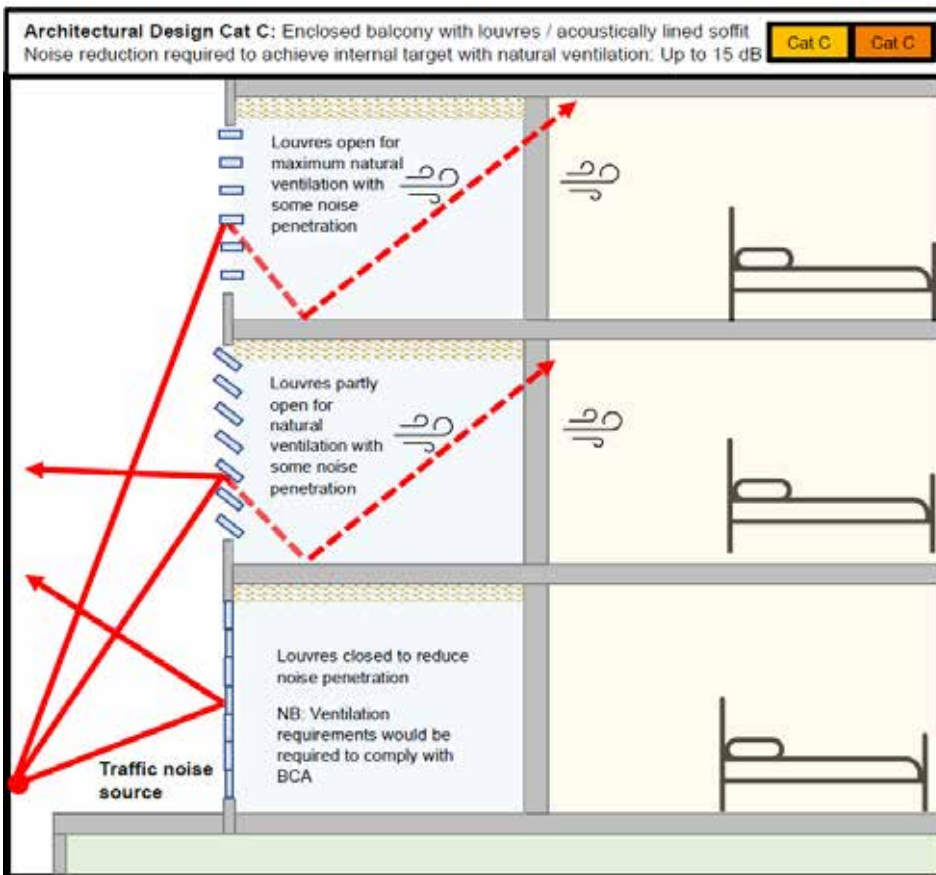 Architectural Design Cat C: Enclosed balcony with louvres / acoustically lined soffit
Noise reduction required to achieve internal target with natural ventilation: Up to 15 dB
Cat C
Cat C
Louvres open for
maximum natural
ventilation with
some noise
penetration
Louvres partly
open for
natural
ventilation with
some noise
penetration
Louvres closed to reduce
noise penetration
NB: Ventilation
requirements would be
required to comply with
BCA
Traffic noise
source